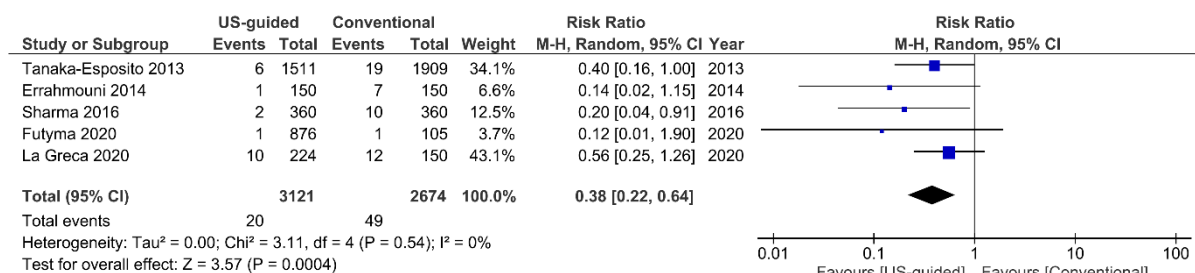 US-guided Conventional Risk Ratio Risk Ratio
Study or Subgroup Events Total Events Total Weight M-H, Random, 95% CI Year M-H, Random, 95% CI
Tanaka-Esposito 2013 6 1511 19 1909 34.1% 0.40 [0.16, 1.00] 2013
Errahmouni 2014 1 150 7 150 6.6% 0.14 [0.02, 1.15] 2014
Sharma 2016 2 360 10 360 12.5% 0.20 [0.04, 0.91] 2016
Futyma 2020 1 876 1 105 3.7% 0.12 [0.01, 1.90] 2020
La Greca 2020 10 224 12 150 43.1% 0.56 [0.25, 1.26] 2020
Total (95% CI) 3121 2674 100.0% 0.38 [0.22, 0.64]
Total events 20 49
Heterogeneity: Tau² = 0.00; Chi² = 3.11, df = 4 (P = 0.54); I² = 0%
Test for overall effect: Z = 3.57 (P = 0.0004)
0.01 0.1 1 10 100
Favours [US-guided] Favours [Conventional]